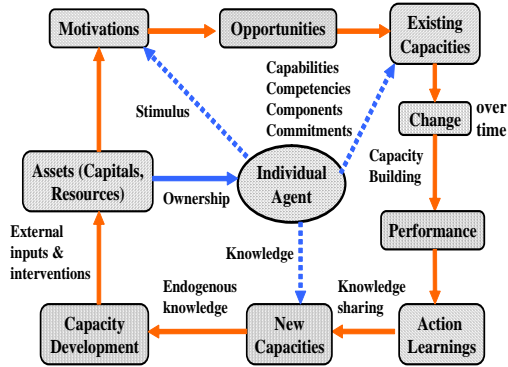 Motivations
Opportunities
Existing
Capacities
Capabilities
Competencies
Components
Commitments
Stimulus
Change
over
time
Assets (Capitals,
Resources)
Ownership
Individual
Agent
Capacity
Building
Performance
External
inputs &
interventions
Knowledge
Endogenous
knowledge
Knowledge
sharing
Capacity
Development
New
Capacities
Action
Learnings